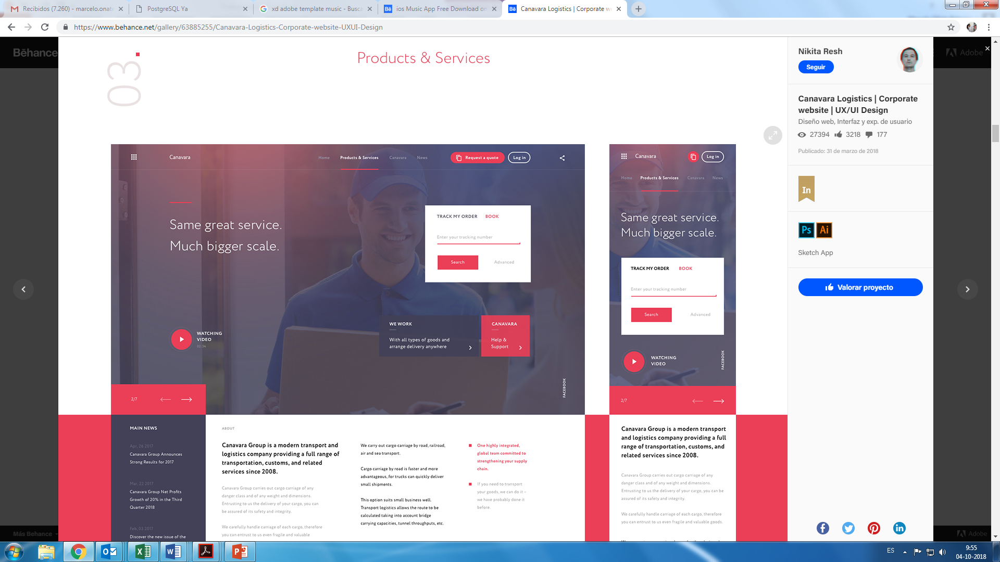 Recibidos (7.260) - marcelo.onate
PostgreSQL Ya
xd adobe template music - Busca
ios Music App Free Download on
Canavara Logistics | Corporate w
https://www.behance.net/gallery/63885255/Canavara-Logistics-Corporate-website-UXUI-Design
Bēhance
Adobe
03.
Products & Services
Canavara
Home
Products & Services
Canavara
News
Request a quote
Log in
Same great service.
Much bigger scale.
TRACK MY ORDER
BOOK
Enter your tracking number
Search
Advanced
WE WORK
With all types of goods and
arrange delivery anywhere
CANAVARA
Help &
Support
WATCHING
VIDEO
02:34
FACEBOOK
2/7
MAIN NEWS
Apr, 26 2017
Canavara Group Announces
Strong Results for 2017
Mar, 22 2017
Canavara Group Net Profits
Growth of 20% in the Third
Quarter 2018
Feb, 03 2017
Discover the new issue of the
ABOUT
Canavara Group is a modern transport and
logistics company providing a full range of
transportation, customs, and related
services since 2008.
Canavara Group carries out cargo carriage of any
danger class and of any weight and dimensions.
Entrusting to us the delivery of your cargo, you can
be assured of its safety and integrity.
We carefully handle carriage of each cargo, therefore
you can entrust to us even fragile and valuable
We carry out cargo carriage by road, railroad,
air and sea transport.
Cargo carriage by road is faster and more
advantageous, for trucks can quickly deliver
small shipments.
This option suits small business well.
Transport logistics allows the route to be
calculated taking into account bridge
carrying capacities, tunnel throughputs, etc.
One highly integrated,
global team committed to
strengthening your supply
chain.
If you need to transport
your goods, we can do it –
we have probably done it
before.
Canavara
Log in
Home
Products & Services
Canavara
News
Same great service.
Much bigger scale.
TRACK MY ORDER
BOOK
Enter your tracking number
Search
Advanced
WATCHING
VIDEO
FACEBOOK
2/7
Canavara Group is a modern transport
and logistics company providing a full
range of transportation, customs, and
related services since 2008.
Canavara Group carries out cargo carriage of any
danger class and of any weight and dimensions.
Entrusting to us the delivery of your cargo, you can be
assured of its safety and integrity.
We carefully handle carriage of each cargo, therefore
you can entrust to us even fragile and valuable goods.
Nikita Resh
Seguir
Canavara Logistics | Corporate
website | UX/UI Design
Diseño web, Interfaz y exp. de usuario
27394 3218 177
Publicado: 31 de marzo de 2018
In
Ps Ai
Sketch App
Valorar proyecto
Más Behance
Adobe
ES
9:55
04-10-2018